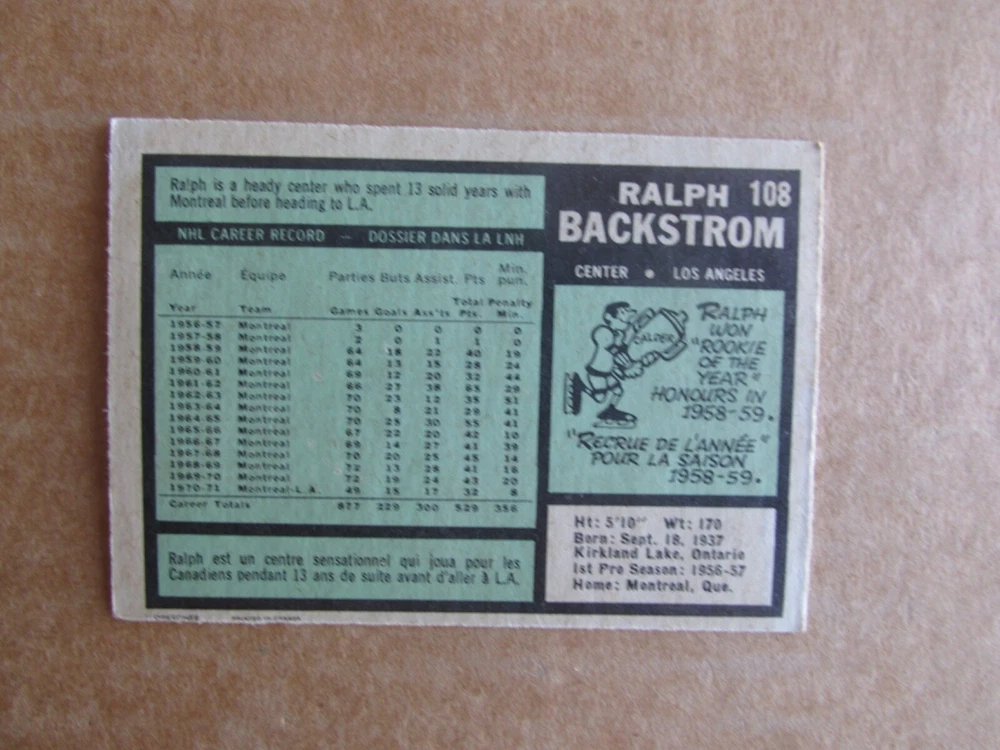 Ralph is a heady center who spent 13 solid years with
Montreal before heading to L.A.
NHL CAREER RECORD — DOSSIER DANS LA LNH
Année Équipe Parties Buts Assist. Pts Min. pun.
Year Team Games Goals Ass'ts Total Pts. Penalty Min.
1956-57 Montreal 3 0 0 0 0
1957-58 Montreal 2 0 1 1 0
1958-59 Montreal 64 18 22 40 19
1959-60 Montreal 64 13 15 28 24
1960-61 Montreal 69 12 20 32 44
1961-62 Montreal 66 27 38 65 29
1962-63 Montreal 70 23 12 35 51
1963-64 Montreal 70 8 21 29 41
1964-65 Montreal 70 25 30 55 41
1965-66 Montreal 67 22 20 42 10
1966-67 Montreal 69 14 27 41 39
1967-68 Montreal 70 20 25 45 14
1968-69 Montreal 72 13 28 41 16
1969-70 Montreal 72 19 24 43 20
1970-71 Montreal-L.A. 49 15 17 32 8
Career Totals 877 229 300 529 356
Ralph est un centre sensationnel qui joua pour les
Canadiens pendant 13 ans de suite avant d'aller à L.A.
RALPH 108
BACKSTROM
CENTER • LOS ANGELES
CALDER
RALPH
WON
"ROOKIE
OF THE
YEAR"
HONOURS IN
1958-59.
"RECRUE DE L'ANNÉE"
POUR LA SAISON
1958-59.
Ht: 5'10" Wt: 170
Born: Sept. 18, 1937
Kirkland Lake, Ontario
1st Pro Season: 1956-57
Home: Montreal, Que.
PRINTED IN CANADA